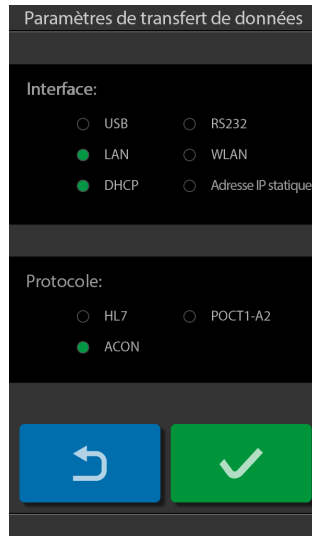 Paramètres de transfert de données
Interface:
USB RS232
LAN WLAN
DHCP Adresse IP statique
Protocole:
HL7 POCT1-A2
ACON